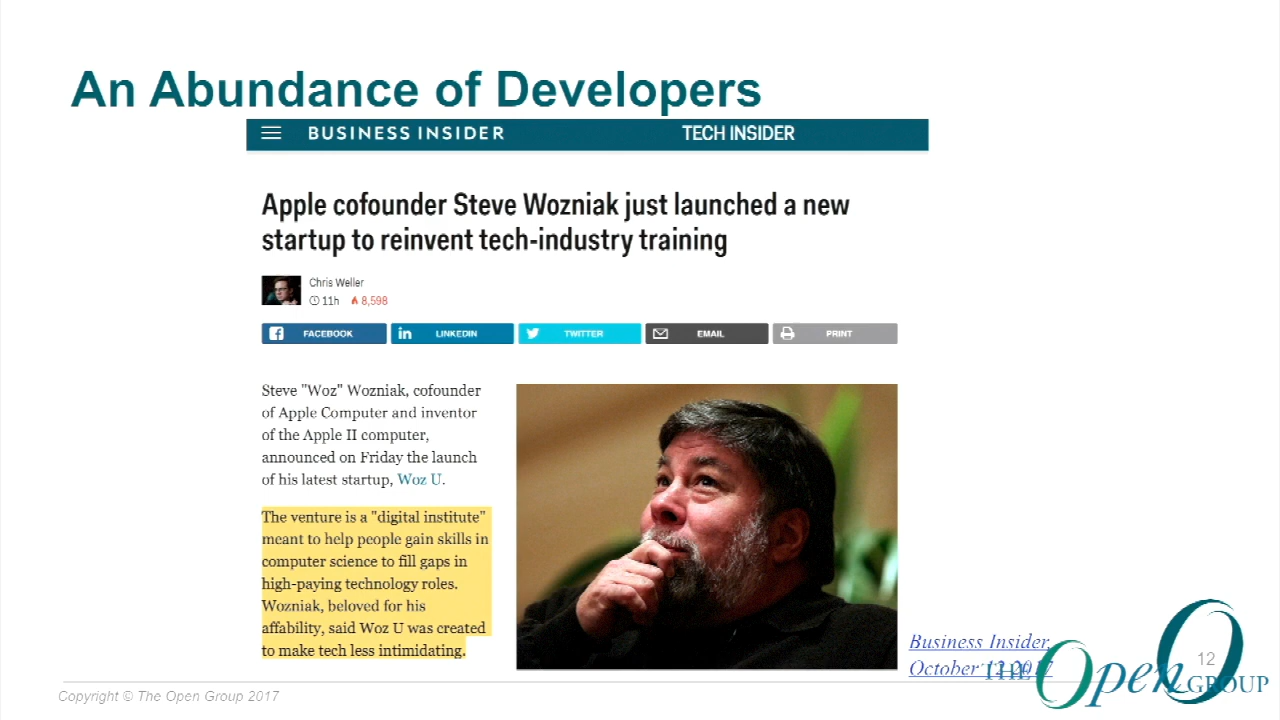 An Abundance of Developers
BUSINESS INSIDER
TECH INSIDER
Apple cofounder Steve Wozniak just launched a new
startup to reinvent tech-industry training
Chris Weller
11h 8,598
FACEBOOK
LINKEDIN
TWITTER
EMAIL
PRINT
Steve "Woz" Wozniak, cofounder
of Apple Computer and inventor
of the Apple II computer,
announced on Friday the launch
of his latest startup, Woz U.
The venture is a "digital institute"
meant to help people gain skills in
computer science to fill gaps in
high-paying technology roles.
Wozniak, beloved for his
affability, said Woz U was created
to make tech less intimidating.
Business Insider,
October 12 2017
THE Open GROUP
12
Copyright © The Open Group 2017